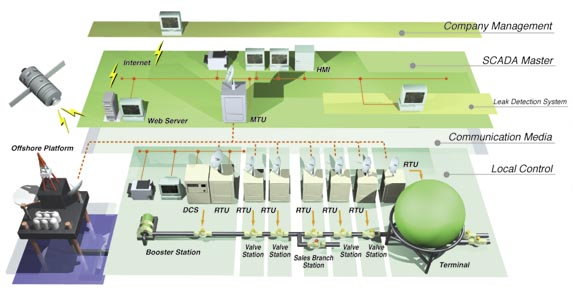 Company Management
Internet
SCADA Master
HMI
Leak Detection System
Web Server
MTU
Communication Media
Offshore Platform
Local Control
RTU
DCS
RTU
RTU
RTU
RTU
RTU
RTU
Booster Station
Valve
Station
Valve
Station
Sales Branch
Station
Valve
Station
Valve
Station
Terminal